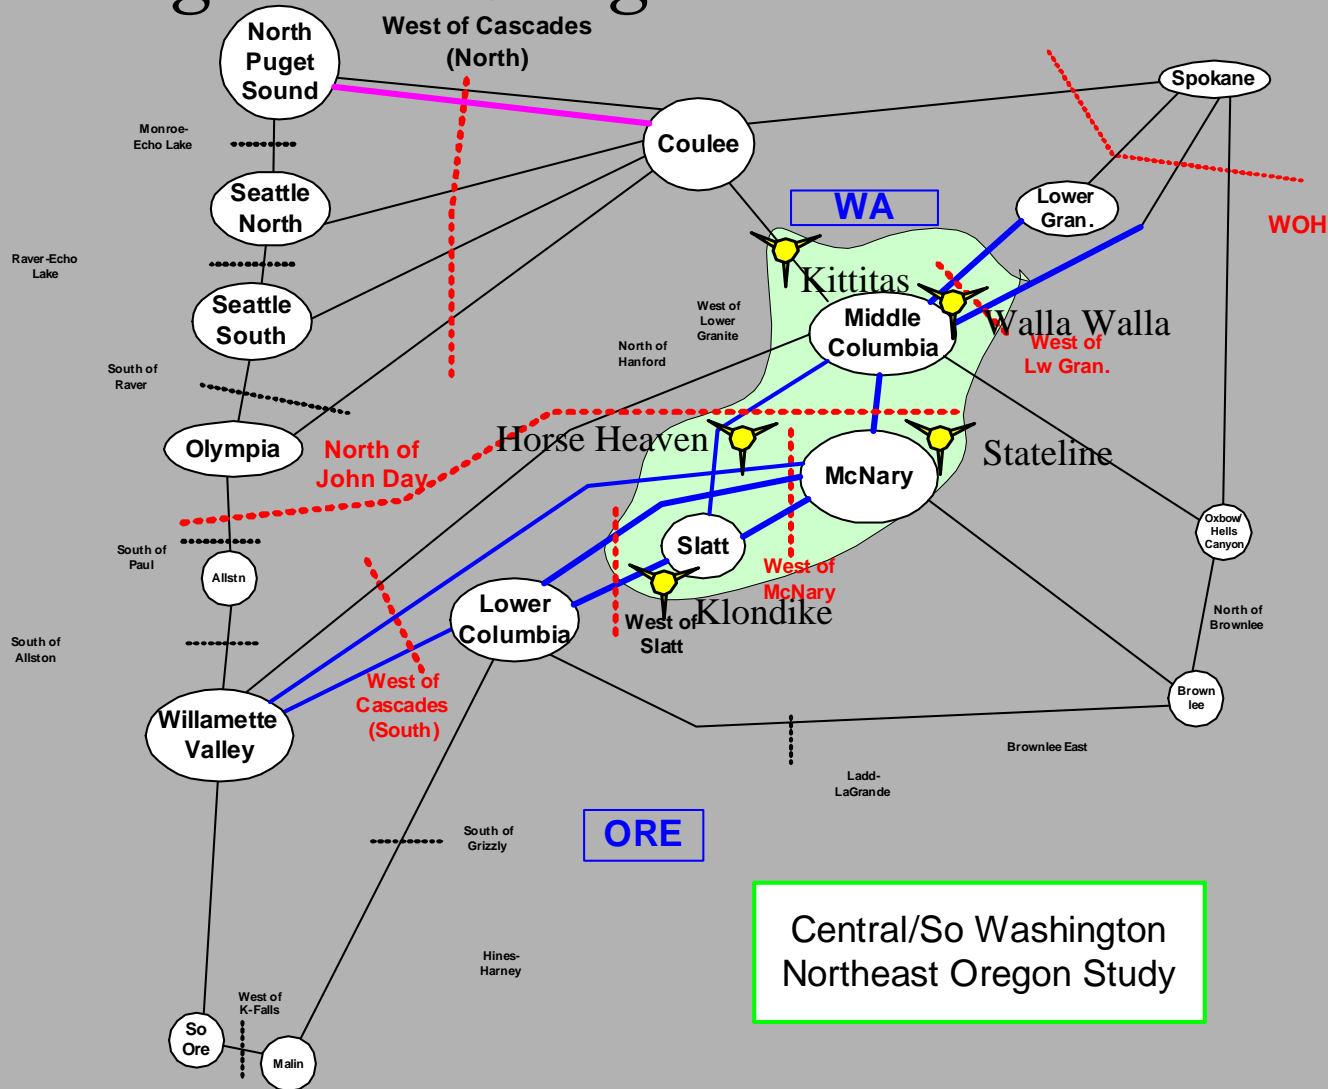 West of Cascades
(North)
North
Puget
Sound
Spokane
Monroe-
Echo Lake
Coulee
Seattle
North
WA
Lower
Gran.
WOH
Raver-Echo
Lake
Kittitas
Seattle
South
West of
Lower
Granite
Middle
Columbia
Walla Walla
West of
Lw Gran.
North of
Hanford
South of
Raver
Olympia
North of
John Day
Horse Heaven
Stateline
McNary
South of
Paul
Allstn
Slatt
West of
McNary
Oxbow/
Hells
Canyon
Lower
Columbia
Klondike
West of
Slatt
North of
Brownlee
South of
Allston
West of
Cascades
(South)
Brown
lee
Willamette
Valley
Brownlee East
Ladd-
LaGrande
ORE
South of
Grizzly
Central/So Washington
Northeast Oregon Study
Hines-
Harney
West of
K-Falls
So
Ore
Malin